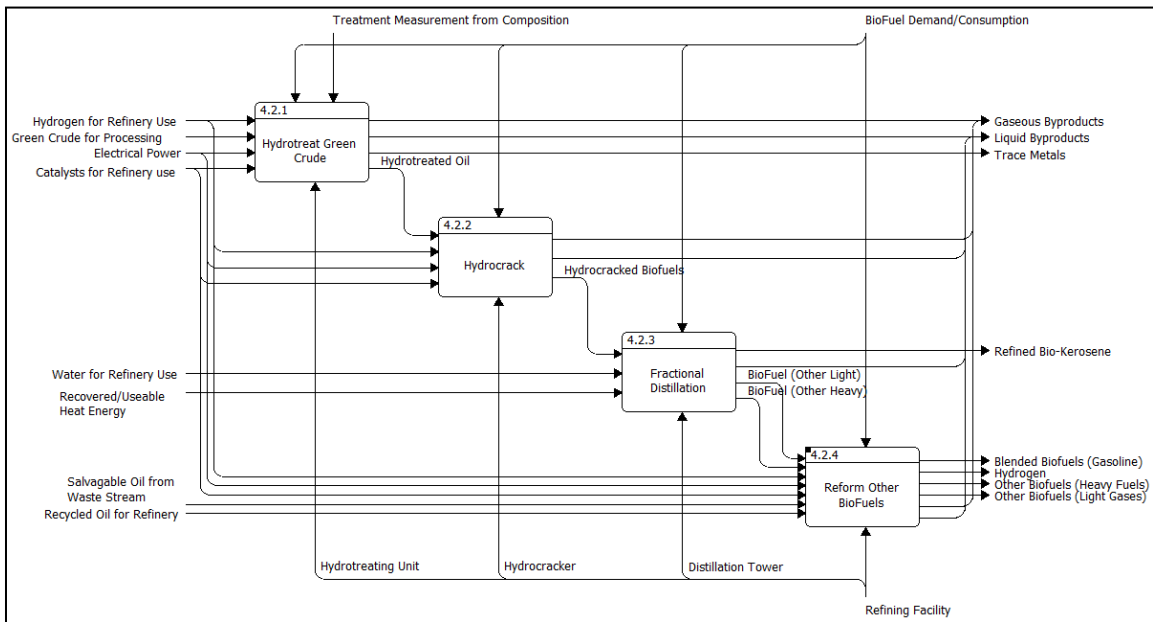 Treatment Measurement from Composition
BioFuel Demand/Consumption
4.2.1
Hydrotreat Green
Crude
Hydrogen for Refinery Use
Green Crude for Processing
Electrical Power
Catalysts for Refinery use
Gaseous Byproducts
Liquid Byproducts
Trace Metals
Hydrotreated Oil
4.2.2
Hydrocrack
Hydrocracked Biofuels
4.2.3
Fractional
Distillation
Refined Bio-Kerosene
Water for Refinery Use
Recovered/Useable
Heat Energy
BioFuel (Other Light)
BioFuel (Other Heavy)
4.2.4
Reform Other
BioFuels
Blended Biofuels (Gasoline)
Hydrogen
Other Biofuels (Heavy Fuels)
Other Biofuels (Light Gases)
Salvagable Oil from
Waste Stream
Recycled Oil for Refinery
Hydrotreating Unit
Hydrocracker
Distillation Tower
Refining Facility